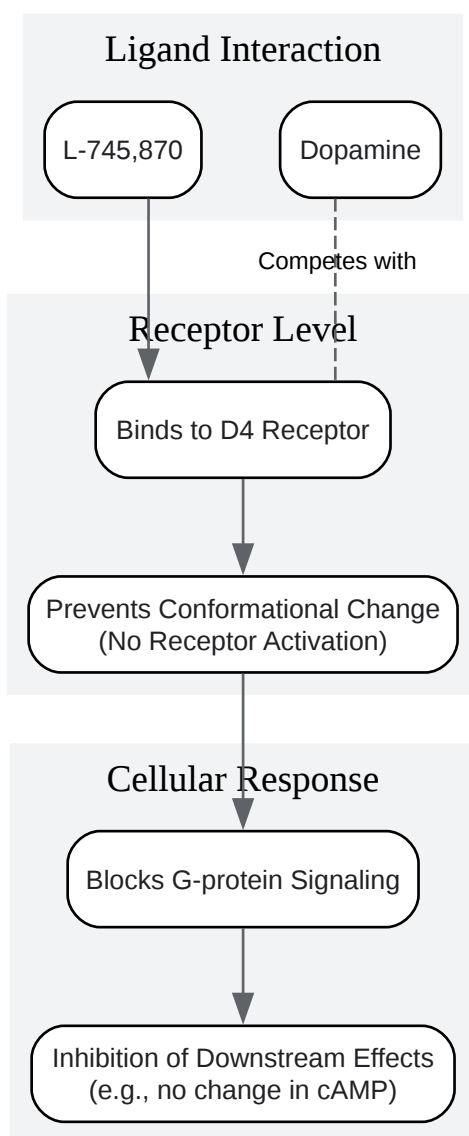 Ligand Interaction
L-745,870
Dopamine
Competes with
Receptor Level
Binds to D4 Receptor
Prevents Conformational Change
(No Receptor Activation)
Cellular Response
Blocks G-protein Signaling
Inhibition of Downstream Effects
(e.g., no change in cAMP)